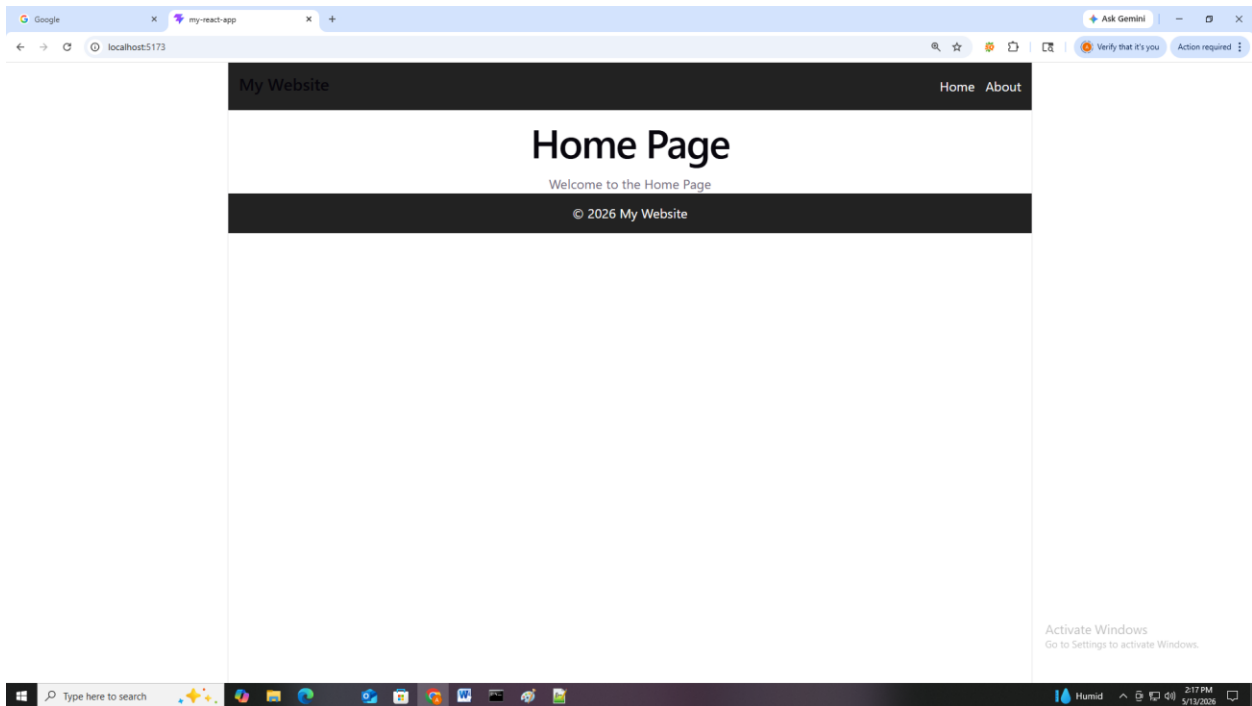 Google
my-react-app
Ask Gemini
localhost:5173
Verify that it's you
Action required
My Website
Home About
Home Page
Welcome to the Home Page
© 2026 My Website
Activate Windows
Go to Settings to activate Windows.
Type here to search
Humid
2:17 PM
5/13/2026